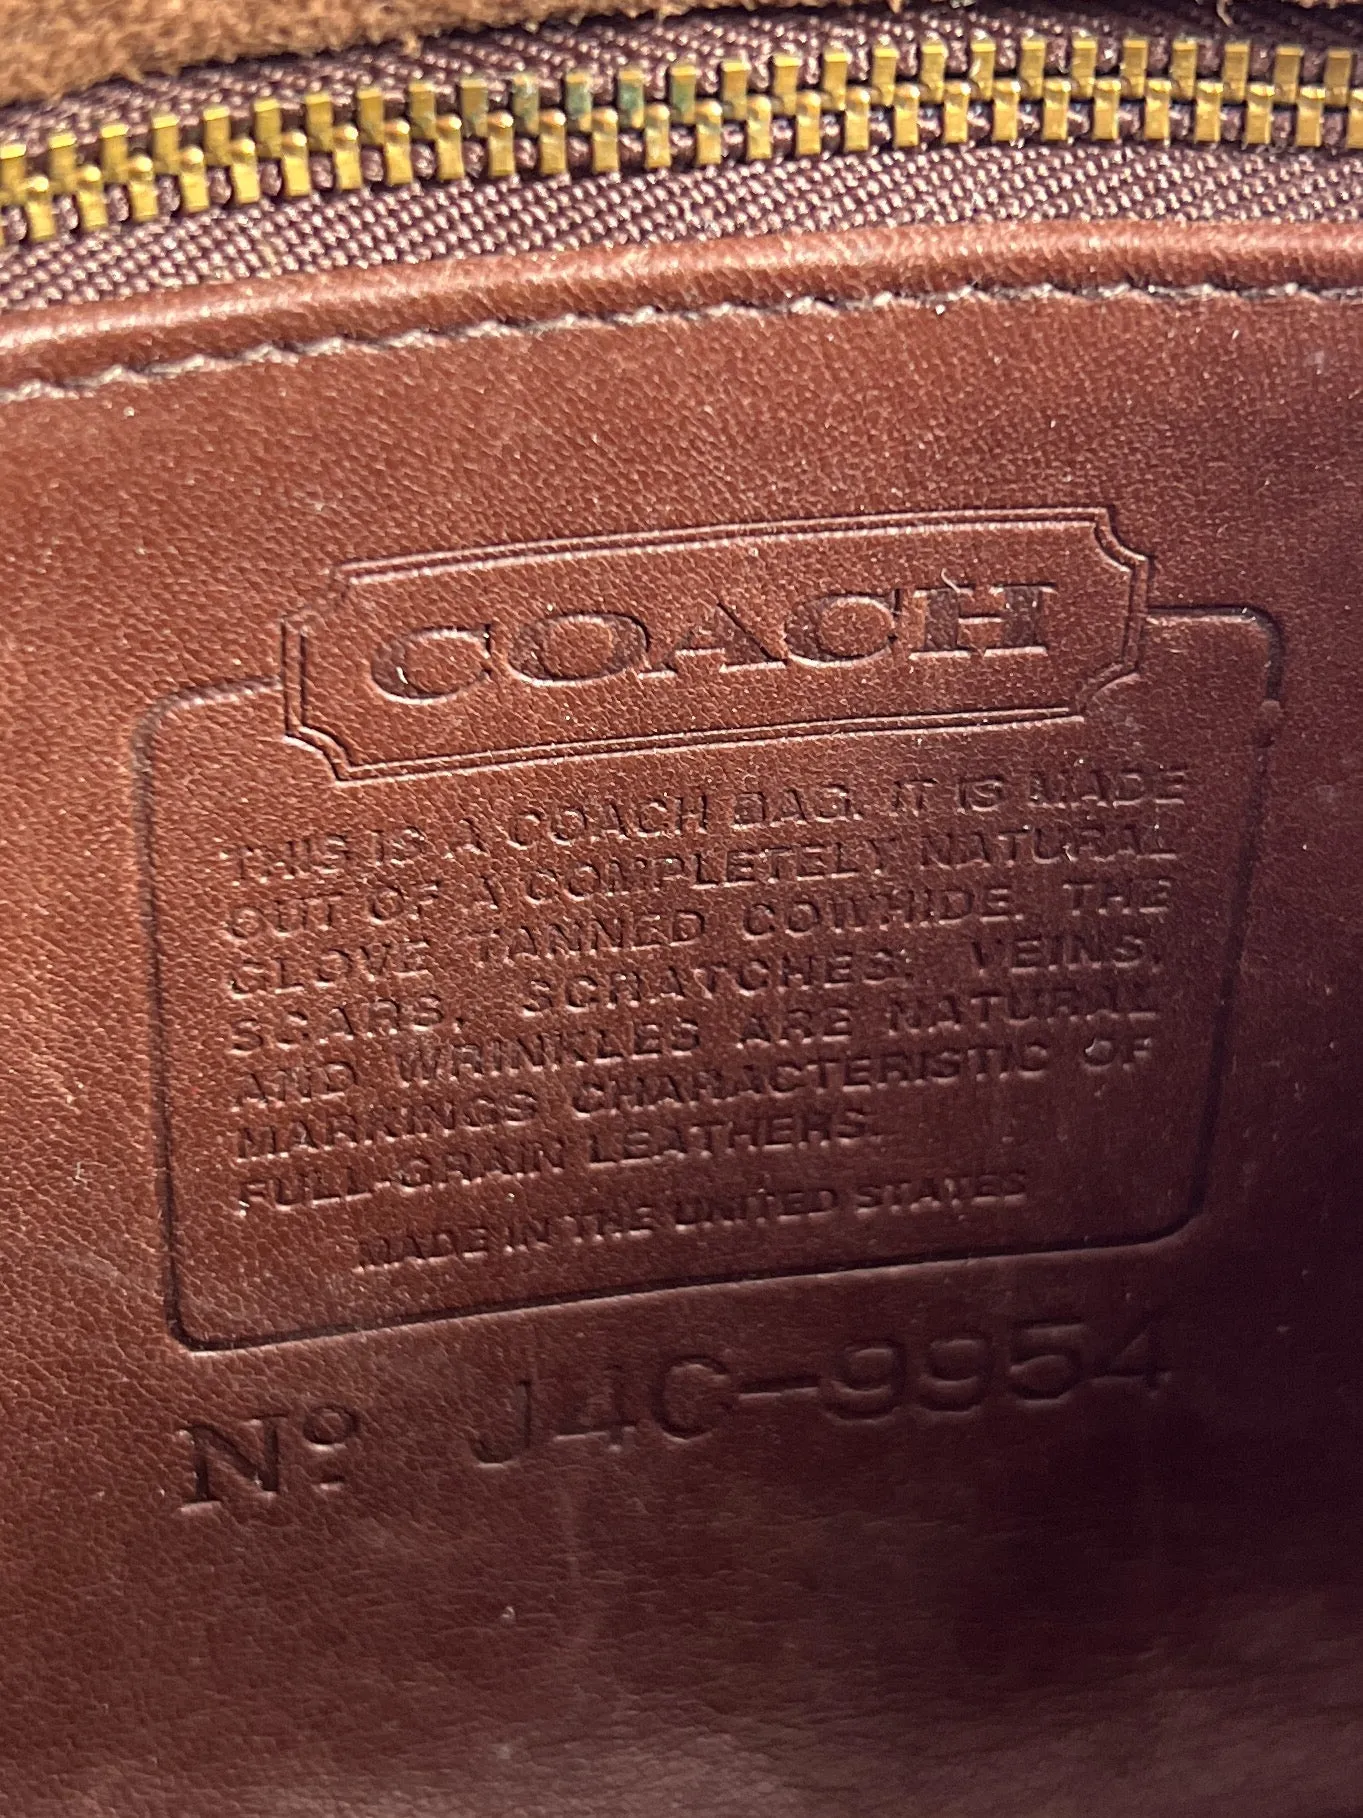 COACH
THIS IS A COACH BAG. IT IS MADE
OUT OF A COMPLETELY NATURAL
GLOVE TANNED COWHIDE. THE
SCARS, SCRATCHES, VEINS,
AND WRINKLES ARE NATURAL
MARKINGS CHARACTERISTIC OF
FULL-GRAIN LEATHERS.
MADE IN THE UNITED STATES
Nº J4C-9954